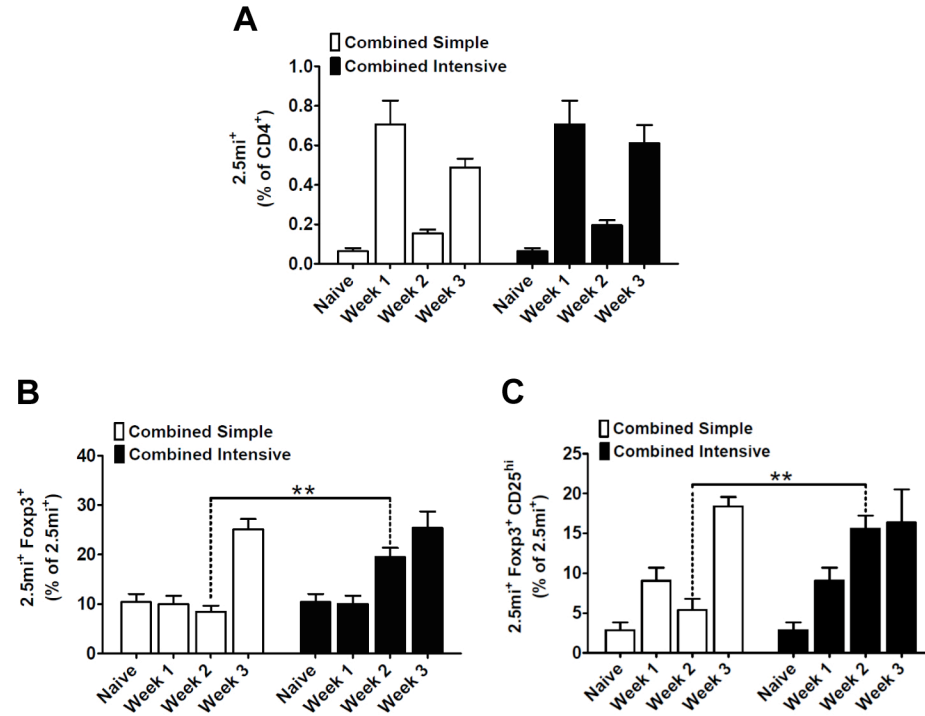 A
Combined Simple
Combined Intensive
2.5mi⁺
(% of CD4⁺)
1.0
0.8
0.6
0.4
0.2
0.0
Naive
Week 1
Week 2
Week 3
Naive
Week 1
Week 2
Week 3
B
Combined Simple
Combined Intensive
2.5mi⁺ Foxp3⁺
(% of 2.5mi⁺)
40
30
20
10
0
**
Naive
Week 1
Week 2
Week 3
Naive
Week 1
Week 2
Week 3
C
Combined Simple
Combined Intensive
2.5mi⁺ Foxp3⁺ CD25ʰⁱ
(% of 2.5mi⁺)
25
20
15
10
5
0
**
Naive
Week 1
Week 2
Week 3
Naive
Week 1
Week 2
Week 3